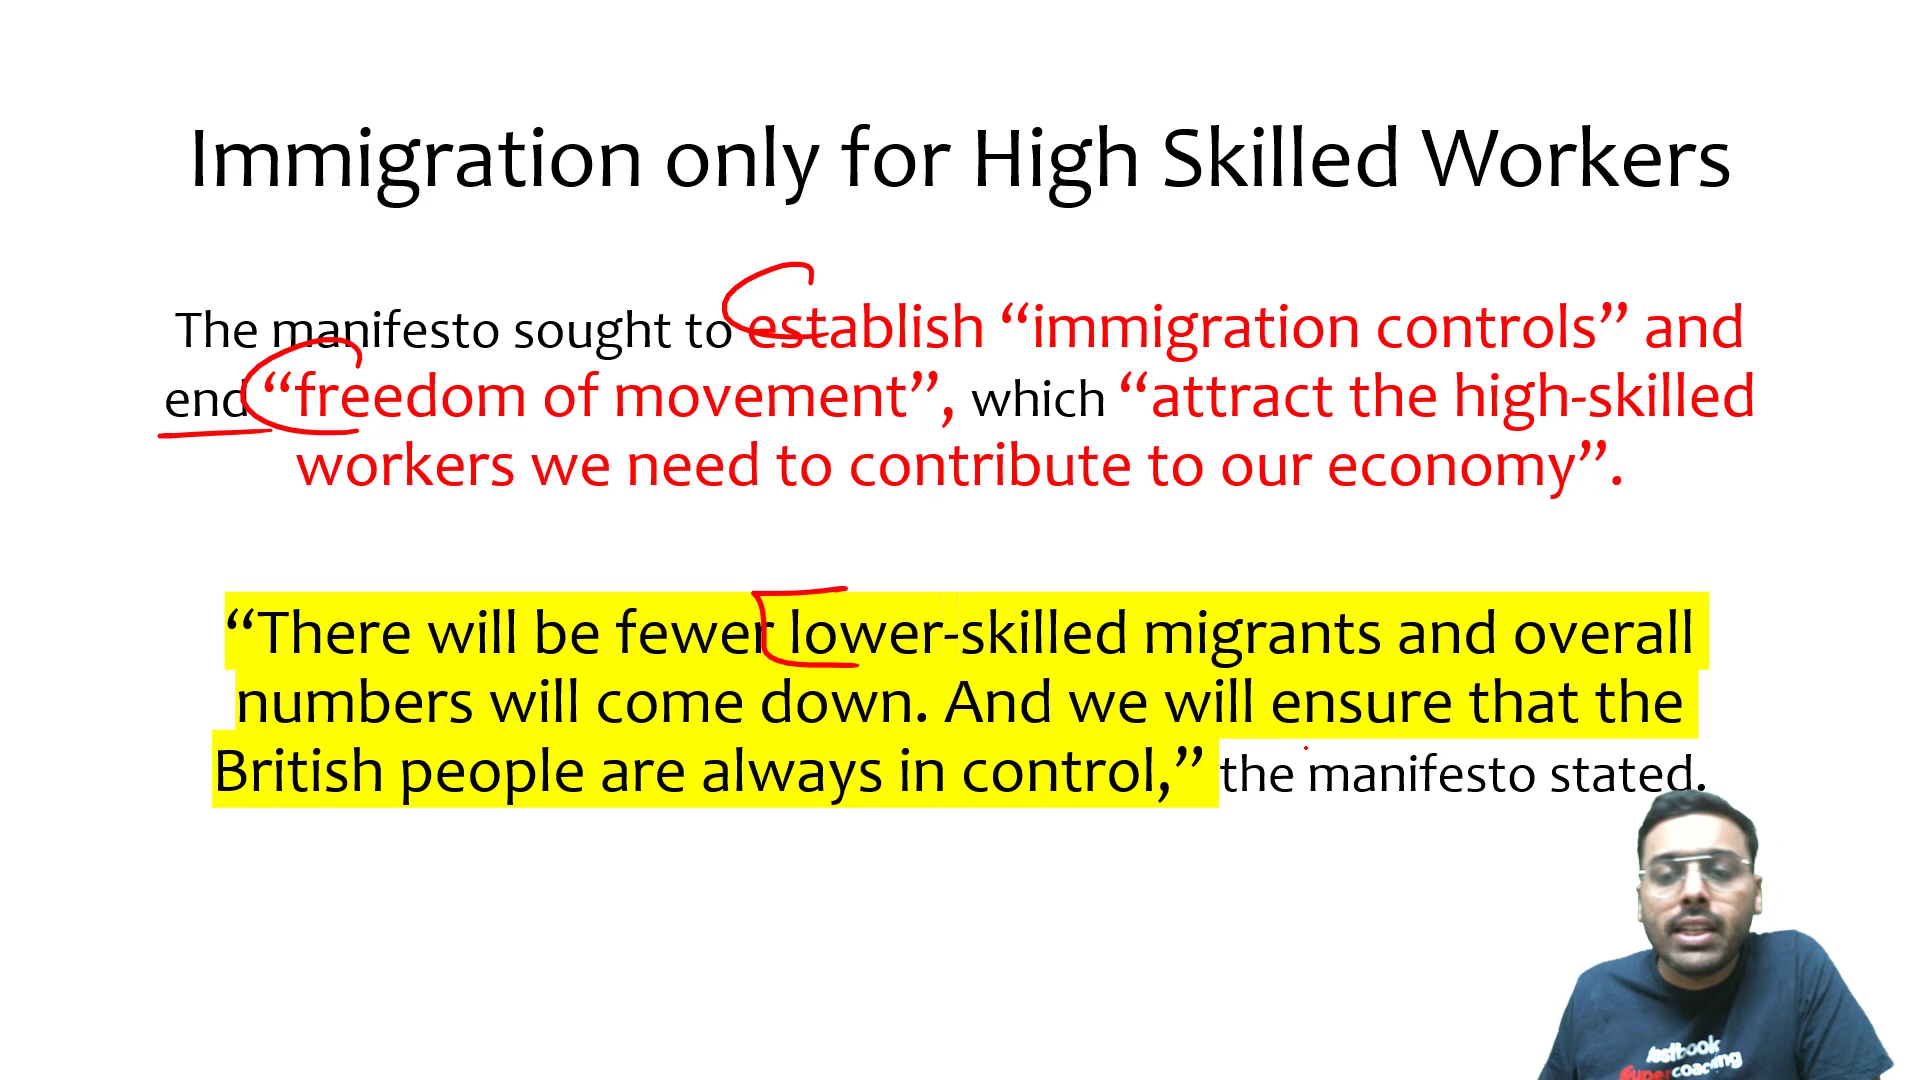 Immigration only for High Skilled Workers
The manifesto sought to establish “immigration controls” and
end “freedom of movement”, which “attract the high-skilled
workers we need to contribute to our economy”.
“There will be fewer lower-skilled migrants and overall
numbers will come down. And we will ensure that the
British people are always in control,” the manifesto stated.
testbook
supercoaching